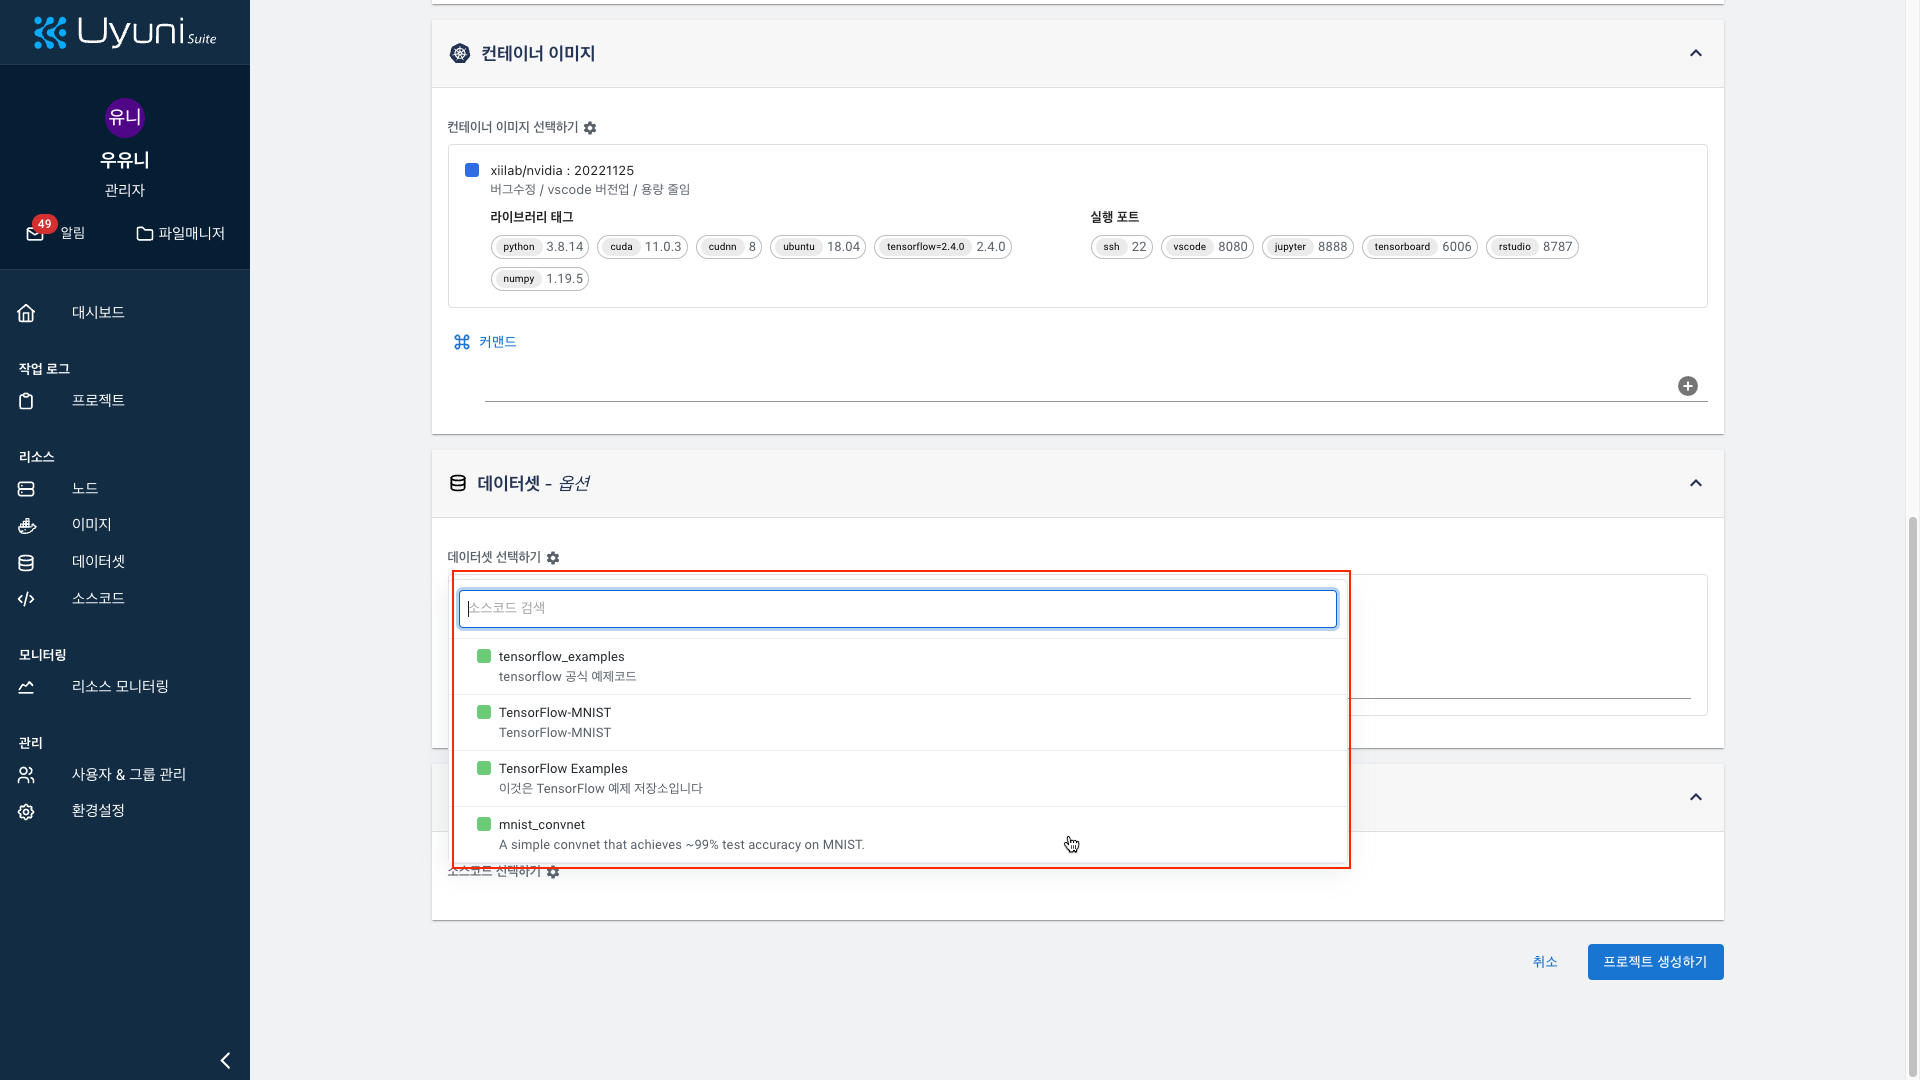 Uyuni Suite
유니
우유니
관리자
49
알림
파일매니저
대시보드
작업 로그
프로젝트
리소스
노드
이미지
데이터셋
소스코드
모니터링
리소스 모니터링
관리
사용자 & 그룹 관리
환경설정
컨테이너 이미지
컨테이너 이미지 선택하기
xiilab/nvidia : 20221125
버그수정 / vscode 버전업 / 용량 줄임
라이브러리 태그
python 3.8.14 cuda 11.0.3 cudnn 8 ubuntu 18.04 tensorflow=2.4.0 2.4.0
numpy 1.19.5
실행 포트
ssh 22 vscode 8080 jupyter 8888 tensorboard 6006 rstudio 8787
커맨드
데이터셋 - 옵션
데이터셋 선택하기
소스코드 검색
tensorflow_examples
tensorflow 공식 예제코드
TensorFlow-MNIST
TensorFlow-MNIST
TensorFlow Examples
이것은 TensorFlow 예제 저장소입니다
mnist_convnet
A simple convnet that achieves ~99% test accuracy on MNIST.
소스코드 선택하기
취소
프로젝트 생성하기